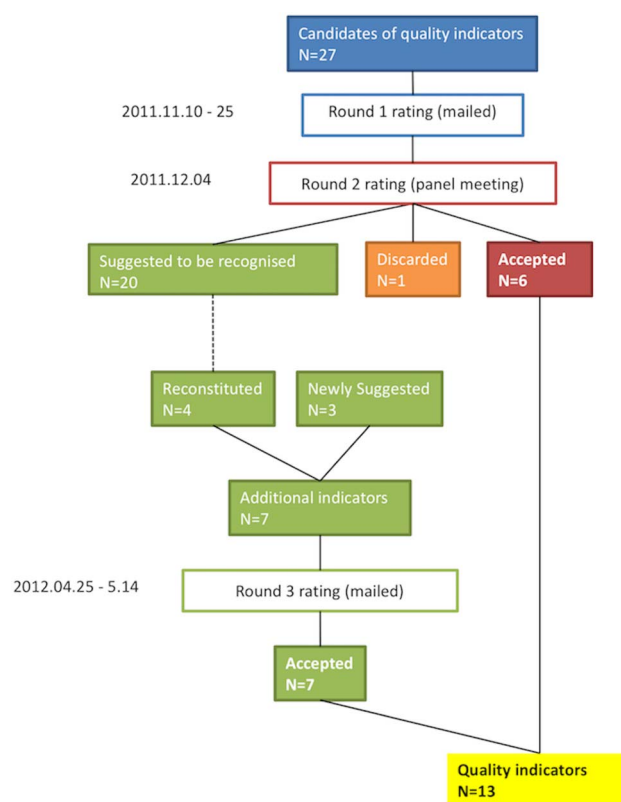 Candidates of quality indicators
N=27
2011.11.10 - 25
Round 1 rating (mailed)
2011.12.04
Round 2 rating (panel meeting)
Suggested to be recognised
N=20
Discarded
N=1
Accepted
N=6
Reconstituted
N=4
Newly Suggested
N=3
Additional indicators
N=7
2012.04.25 - 5.14
Round 3 rating (mailed)
Accepted
N=7
Quality indicators
N=13